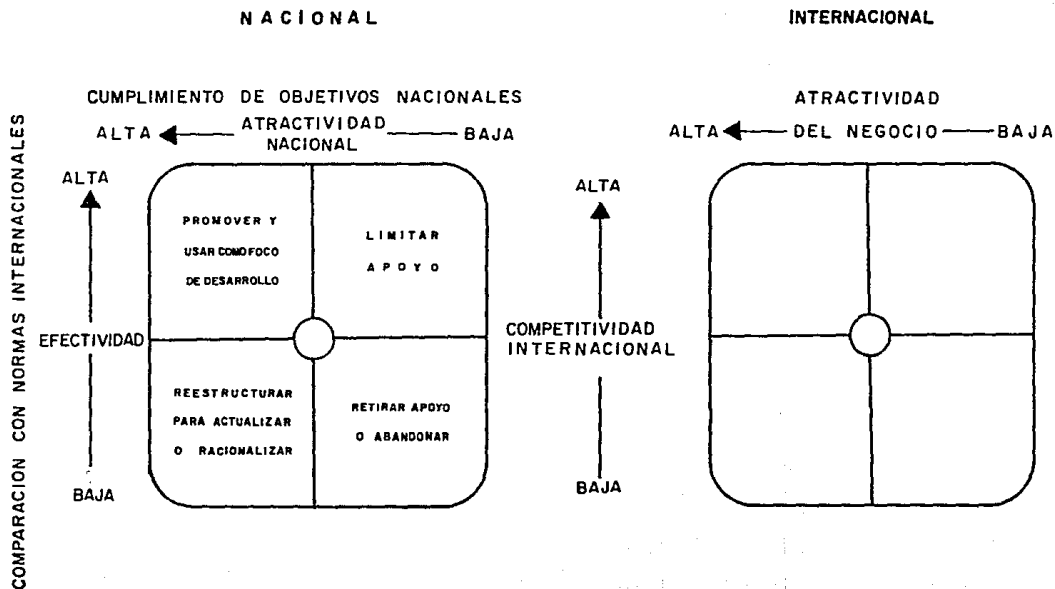 NACIONAL
CUMPLIMIENTO DE OBJETIVOS NACIONALES
ALTA ATRACTIVIDAD NACIONAL BAJA
COMPARACION CON NORMAS INTERNACIONALES
ALTA
EFECTIVIDAD
BAJA
PROMOVER Y
USAR COMO FOCO
DE DESARROLLO
LIMITAR
APOYO
REESTRUCTURAR
PARA ACTUALIZAR
O RACIONALIZAR
RETIRAR APOYO
O ABANDONAR
INTERNACIONAL
ATRACTIVIDAD
ALTA DEL NEGOCIO BAJA
ALTA
COMPETITIVIDAD
INTERNACIONAL
BAJA